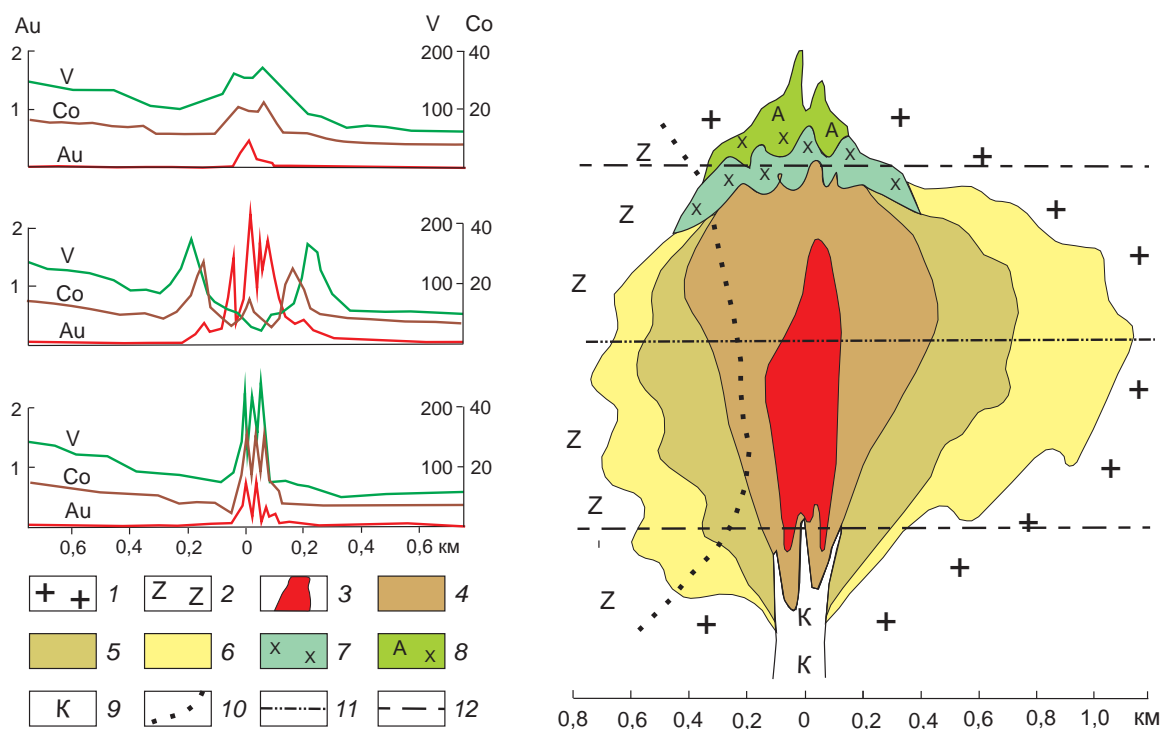 Au V Co
2 200 40
V
1 100 20
Co
Au
2 200 40
V
1 100 20
Co
Au
2 200 40
V
1 100 20
Co
Au
0,6 0,4 0,2 0 0,2 0,4 0,6 км
+ + 1 Z Z 2 3 4
5 6 x x 7 A x 8
К 9 10 11 12
A
+ x x A +
Z x x +
x x
Z x x +
x
Z +
Z +
+
Z +
Z +
+ К +
К
0,8 0,6 0,4 0,2 0 0,2 0,4 0,6 0,8 1,0 км